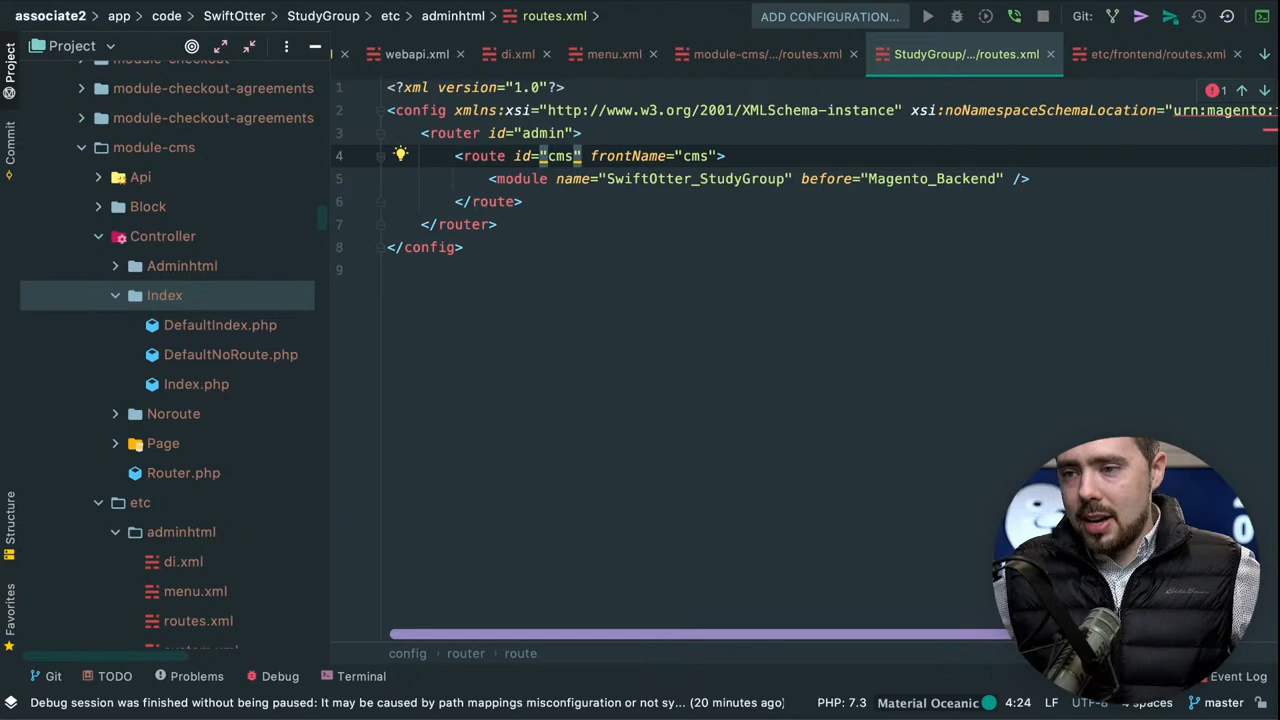 associate2 > app > code > SwiftOtter > StudyGroup > etc > adminhtml > routes.xml >
ADD CONFIGURATION...
Git:
Project
webapi.xml
di.xml
menu.xml
module-cms/.../routes.xml
StudyGroup/.../routes.xml
etc/frontend/routes.xml
Project
Commit
Structure
Favorites
module-checkout
module-checkout-agreements
module-checkout-agreements
module-cms
Api
Block
Controller
Adminhtml
Index
DefaultIndex.php
DefaultNoRoute.php
Index.php
Noroute
Page
Router.php
etc
adminhtml
di.xml
menu.xml
routes.xml
1 <?xml version="1.0"?>
2 <config xmlns:xsi="http://www.w3.org/2001/XMLSchema-instance" xsi:noNamespaceSchemaLocation="urn:magento:
3 <router id="admin">
4 <route id="cms" frontName="cms">
5 <module name="SwiftOtter_StudyGroup" before="Magento_Backend" />
6 </route>
7 </router>
8 </config>
9
1
config > router > route
Git
TODO
Problems
Debug
Terminal
Event Log
Debug session was finished without being paused: It may be caused by path mappings misconfiguration or not sy... (20 minutes ago)
PHP: 7.3
Material Oceanic
4:24
LF
UTF-8
4 spaces
master